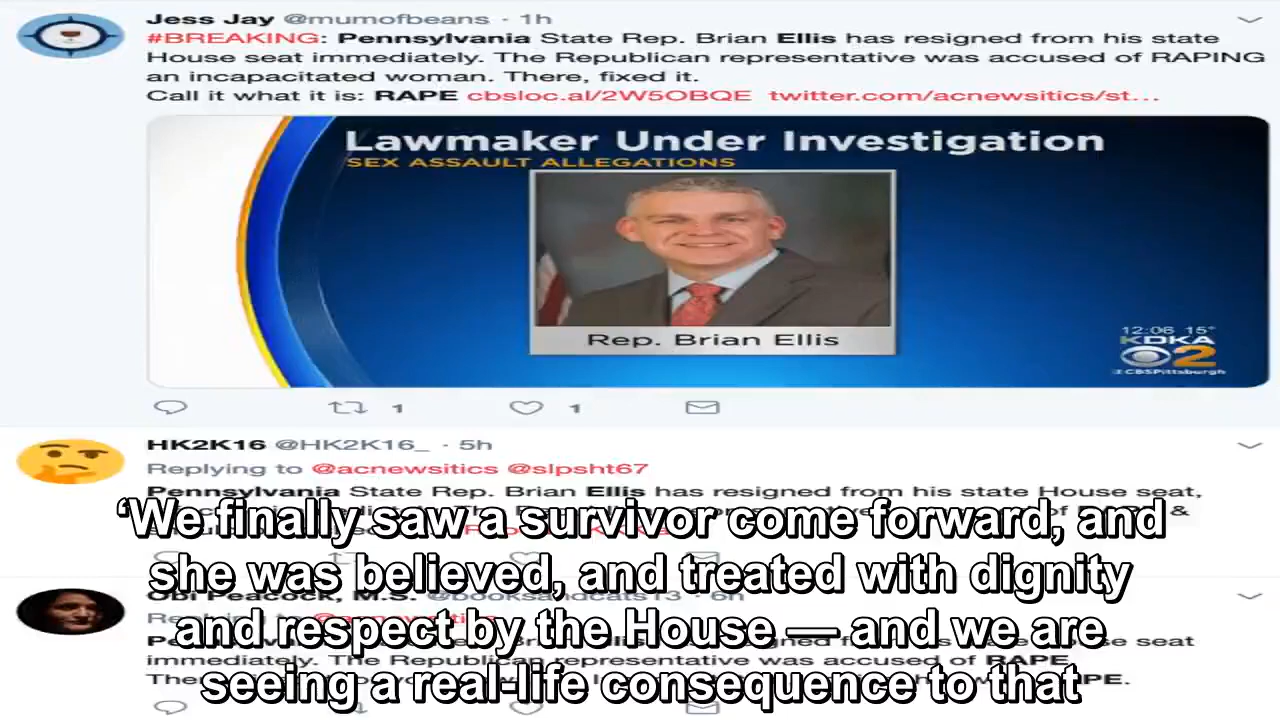 Jess Jay @mumofbeans · 1h
#BREAKING: Pennsylvania State Rep. Brian Ellis has resigned from his state
House seat immediately. The Republican representative was accused of RAPING
an incapacitated woman. There, fixed it.
Call it what it is: RAPE cbsloc.al/2W5OBQE twitter.com/acnewsitics/st…
Lawmaker Under Investigation
SEX ASSAULT ALLEGATIONS
Rep. Brian Ellis
12:06 15°
KDKA
2
@CBSPittsburgh
1 1
HK2K16 @HK2K16_ · 5h
Replying to @acnewsitics @slpsht67
Pennsylvania State Rep. Brian Ellis has resigned from his state House seat,
‘We finally saw a survivor come forward, and
she was believed, and treated with dignity
and respect by the House — and we are
seeing a real-life consequence to that
Obi Peacock, M.S.
seat
immediately. The Republican representative was accused of RAPE